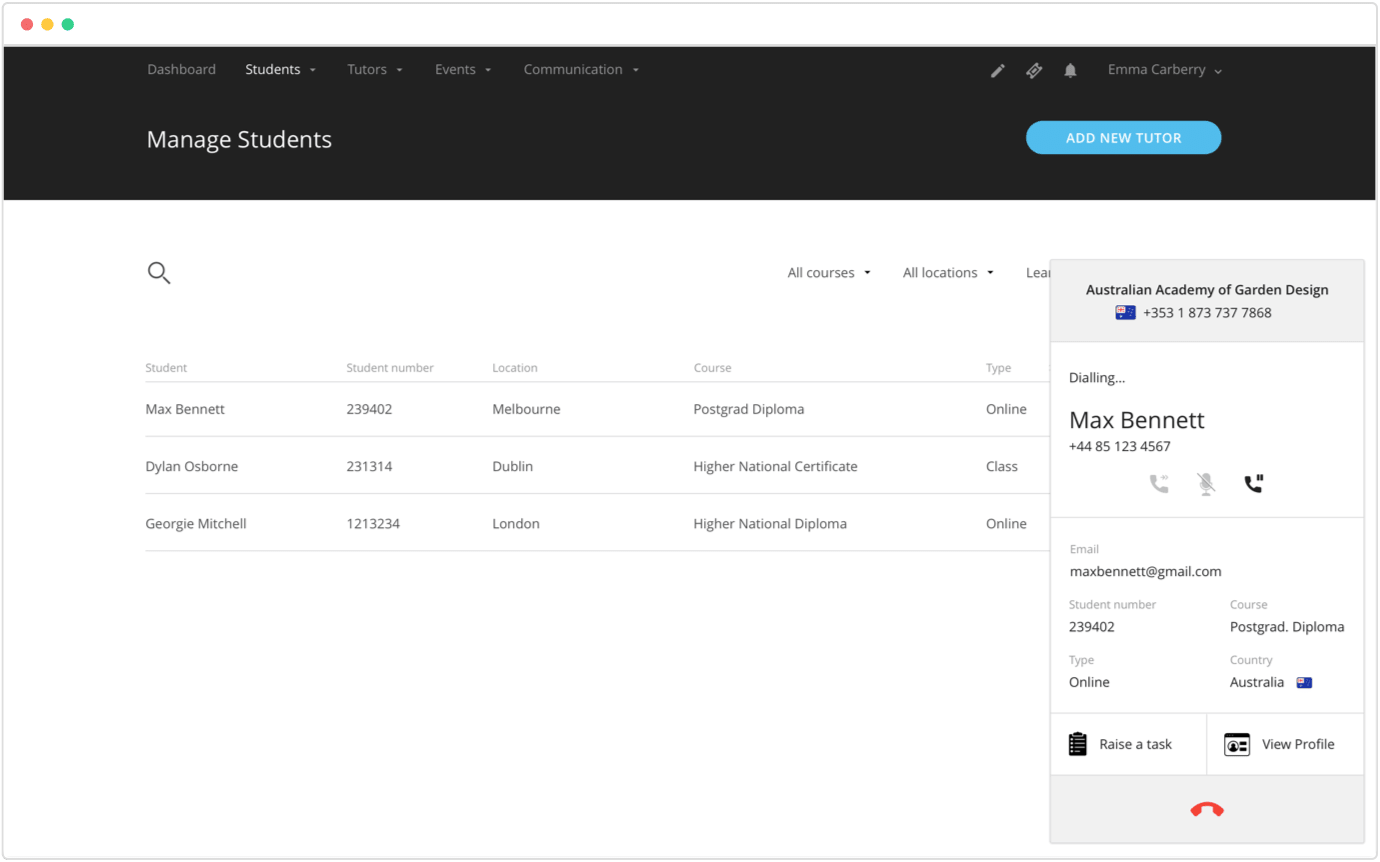 Dashboard Students Tutors Events Communication Emma Carberry
Manage Students ADD NEW TUTOR
All courses All locations
Australian Academy of Garden Design
+353 1 873 737 7868
Student Student number Location Course Type
Max Bennett 239402 Melbourne Postgrad Diploma Online
Dylan Osborne 231314 Dublin Higher National Certificate Class
Georgie Mitchell 1213234 London Higher National Diploma Online
Dialling...
Max Bennett
+44 85 123 4567
Email
maxbennett@gmail.com
Student number Course
239402 Postgrad. Diploma
Type Country
Online Australia
Raise a task View Profile